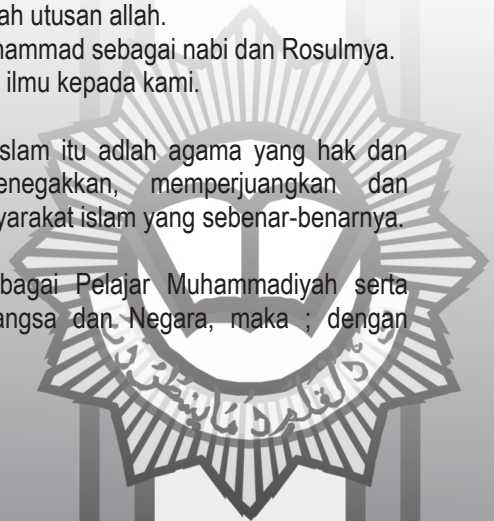 ah utusan allah.
hammad sebagai nabi dan Rosulmya.
ilmu kepada kami.
slam itu adlah agama yang hak dan
enegakkan, memperjuangkan dan
yarakat islam yang sebenar-benarnya.
bagai Pelajar Muhammadiyah serta
angsa dan Negara, maka ; dengan